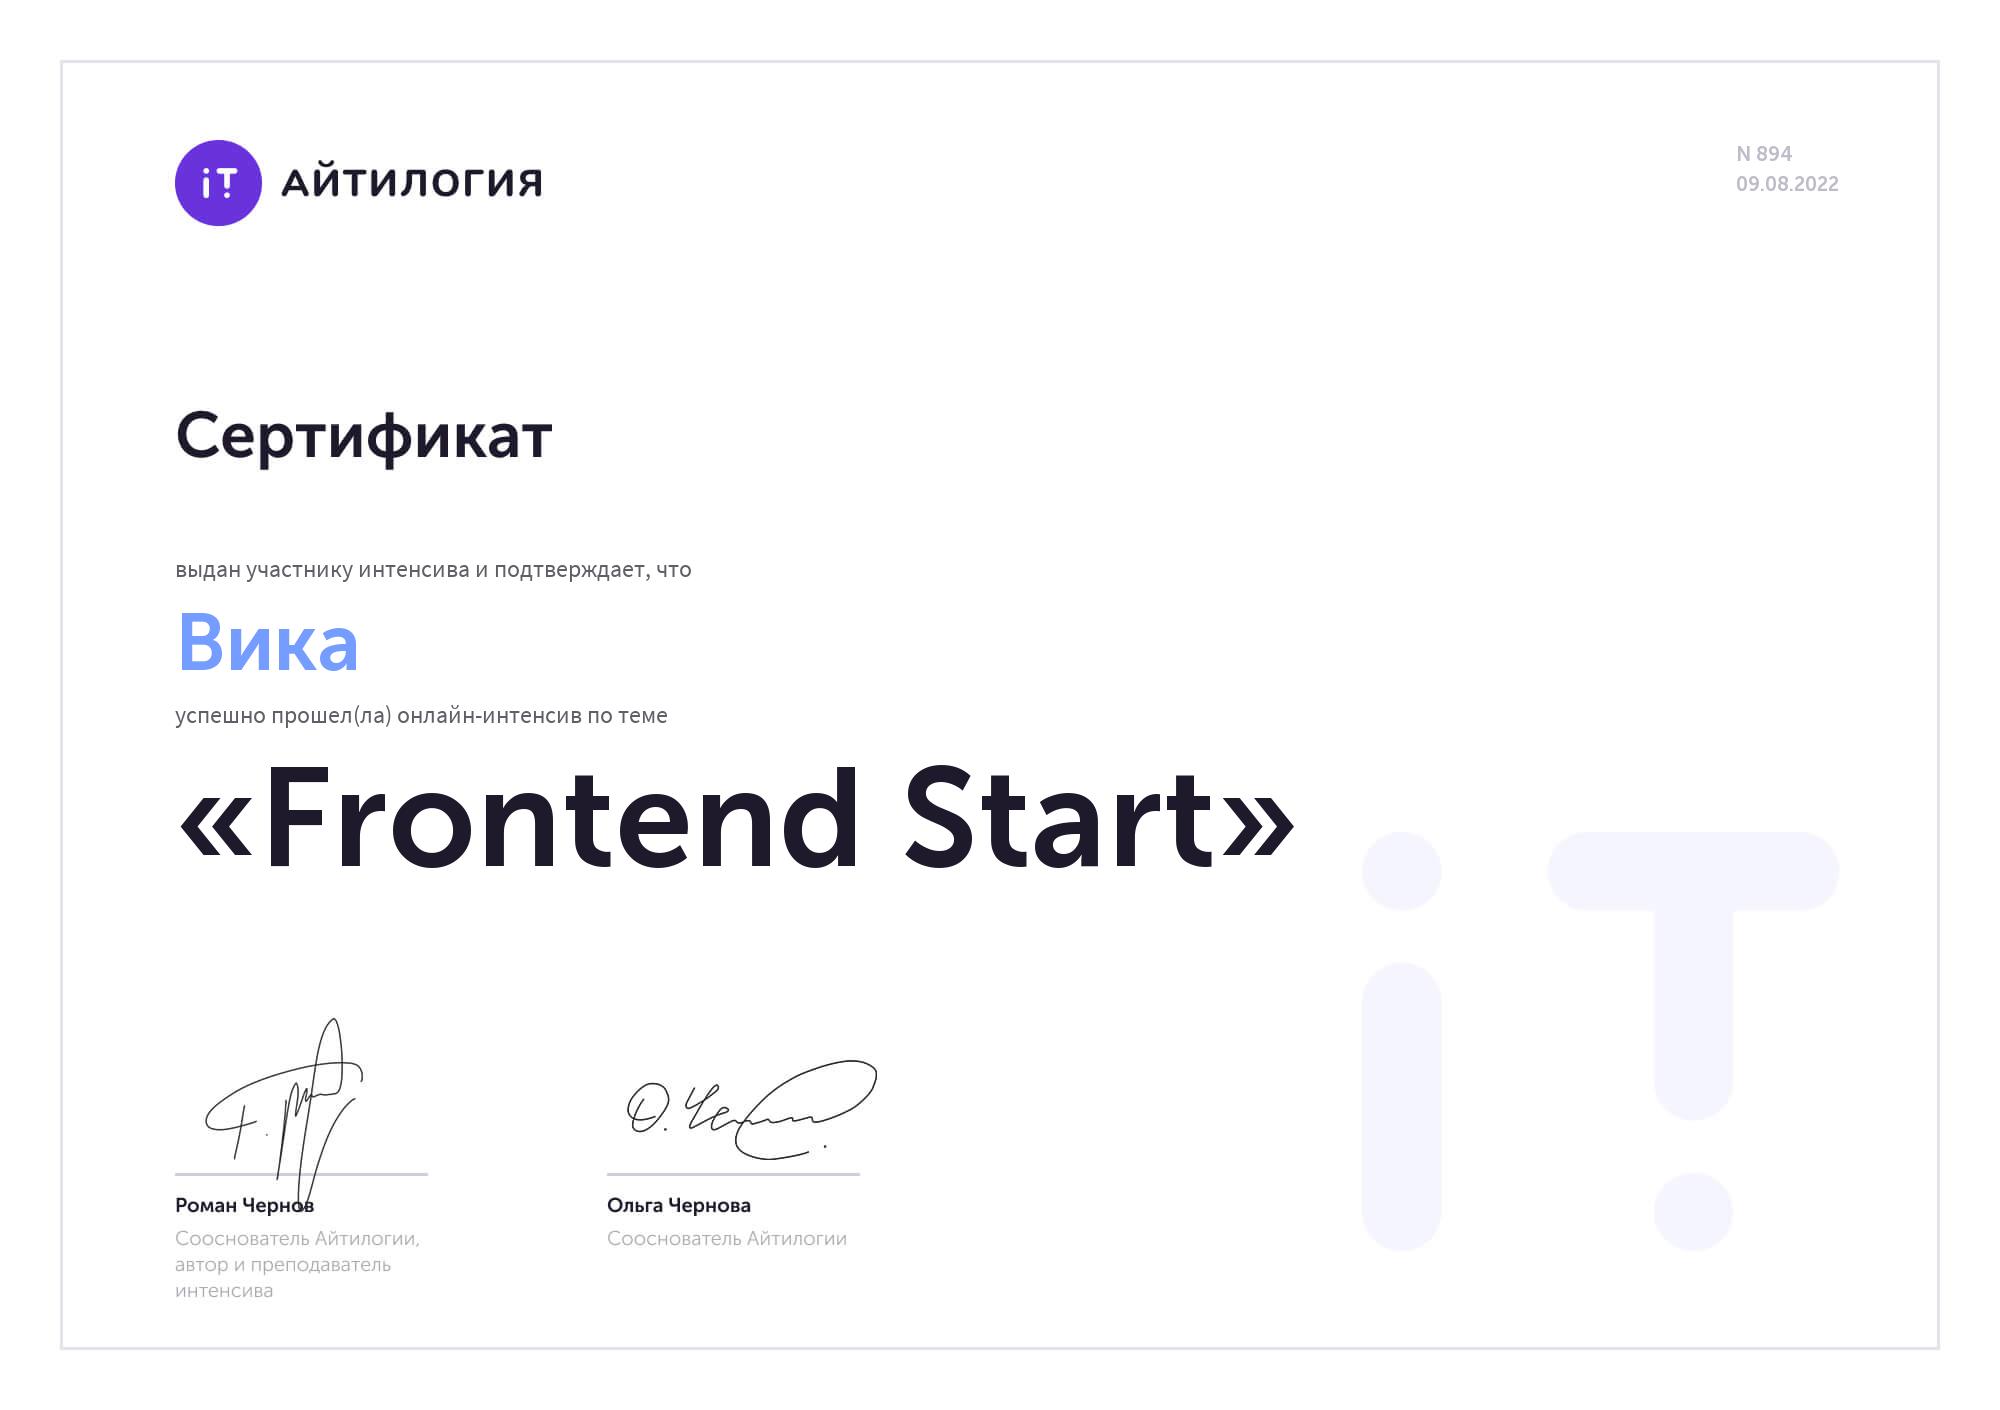 iT АЙТИЛОГИЯ
N 894
09.08.2022
Сертификат
выдан участнику интенсива и подтверждает, что
Вика
успешно прошел(ла) онлайн-интенсив по теме
«Frontend Start»
iT
О. Че
Роман Чернов
Сооснователь Айтилогии,
автор и преподаватель
интенсива
Ольга Чернова
Сооснователь Айтилогии